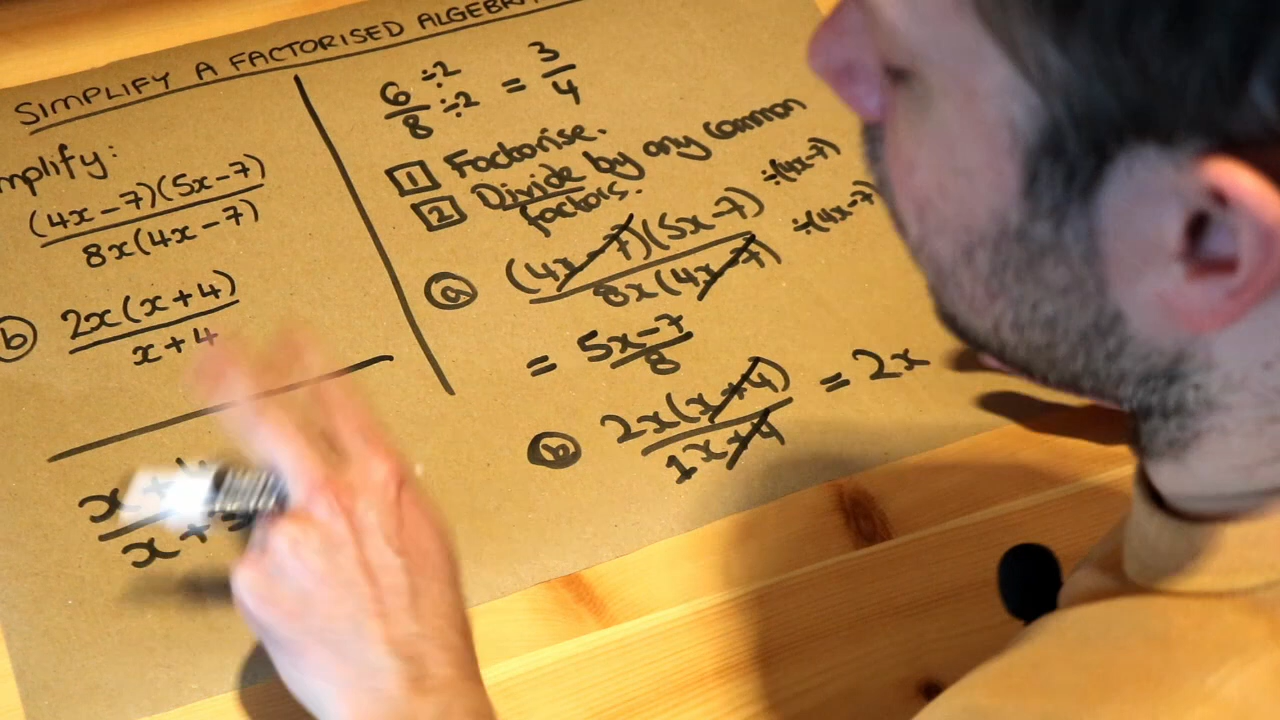 SIMPLIFY A FACTORISED
mplify:
(4x-7)(5x-7)
8x(4x-7)
b 2x(x+4)
x+4
x +
x +
6 ÷2 = 3
8 ÷2 4
1 Factorise.
2 Divide by any common
factors.
a (4x-7)(5x-7) ÷(4x-7)
8x(4x-7) ÷(4x-7
= 5x-7
8
b 2x(x+4) = 2x
1x+4